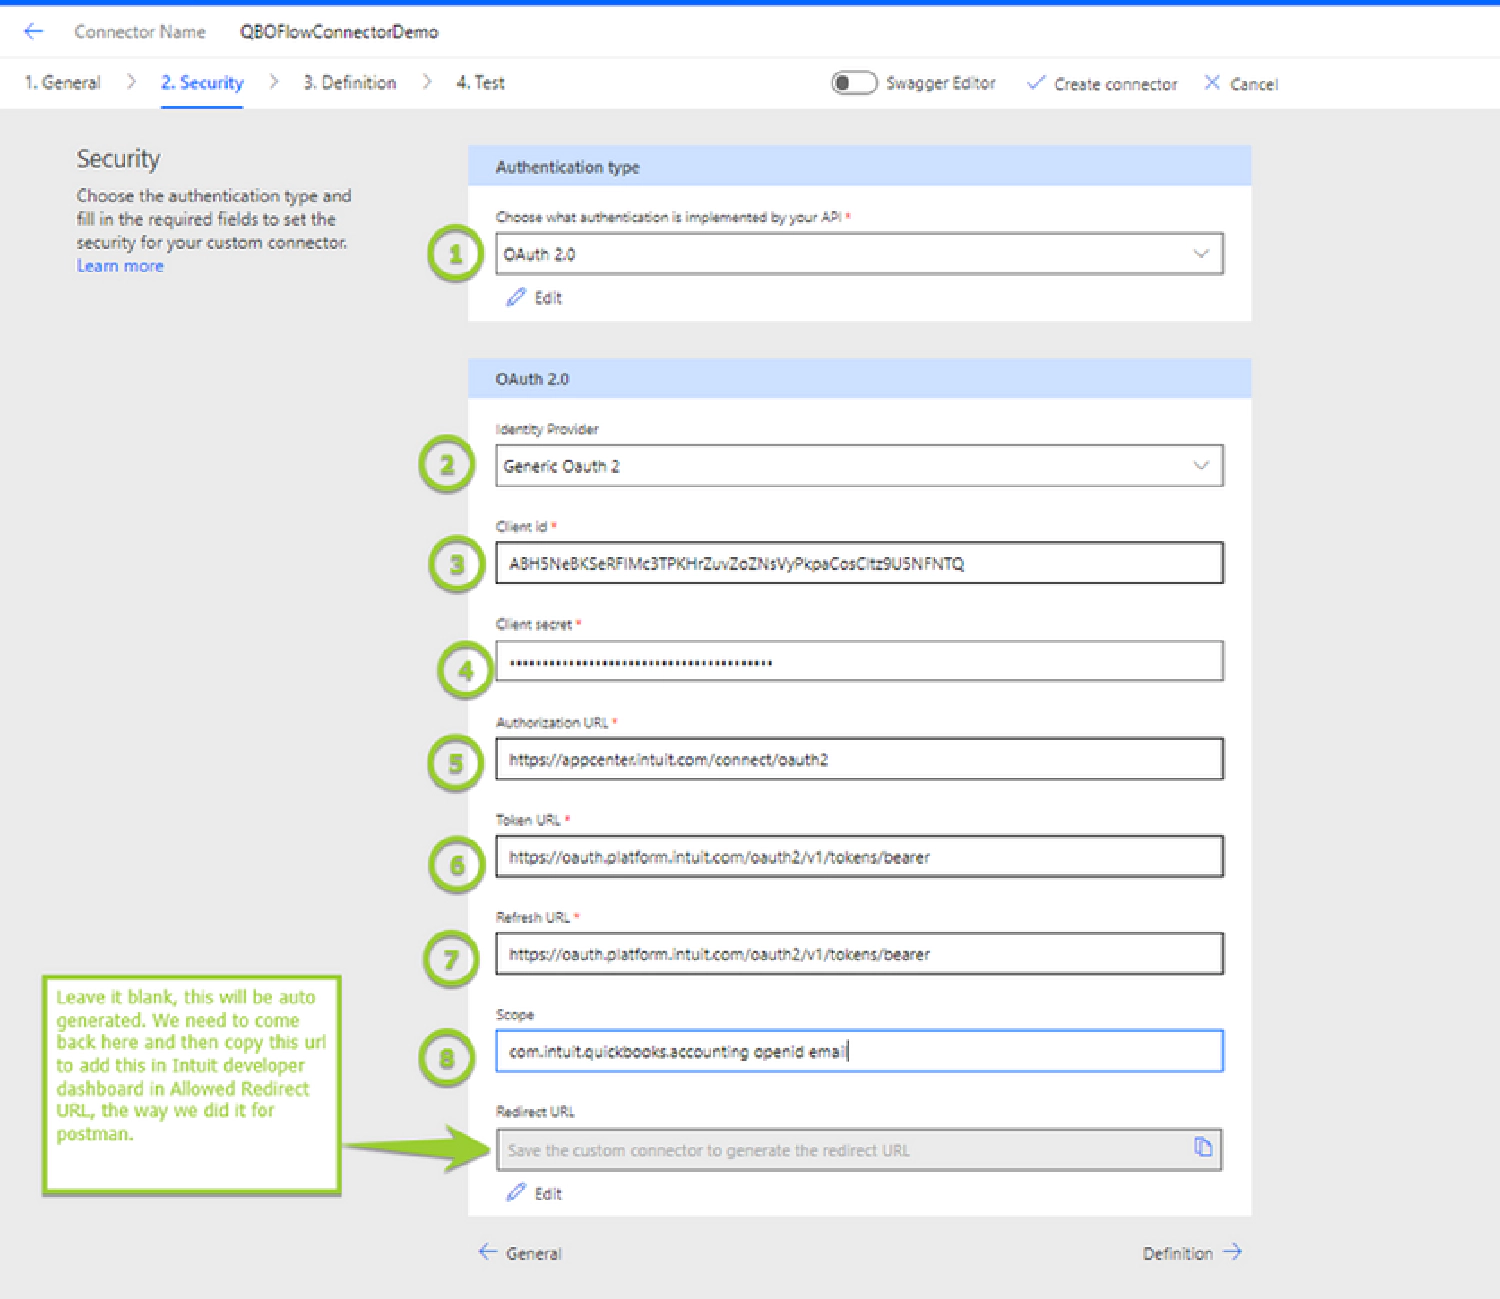 Connector Name QBOFlowConnectorDemo
1. General 2. Security 3. Definition 4. Test Swagger Editor Create connector Cancel
Security
Choose the authentication type and
fill in the required fields to set the
security for your custom connector.
Learn more
Authentication type
Choose what authentication is implemented by your API *
1
OAuth 2.0
Edit
OAuth 2.0
Identity Provider
2
Generic Oauth 2
Client id *
3
Client secret *
4
••••••••••••••••••••••••••••••••••••••••
Authorization URL *
5
https://appcenter.intuit.com/connect/oauth2
Token URL *
6
https://oauth.platform.intuit.com/oauth2/v1/tokens/bearer
Refresh URL *
7
https://oauth.platform.intuit.com/oauth2/v1/tokens/bearer
Scope
8
com.intuit.quickbooks.accounting openid email
Redirect URL
Save the custom connector to generate the redirect URL
Edit
Leave it blank, this will be auto
generated. We need to come
back here and then copy this url
to add this in Intuit developer
dashboard in Allowed Redirect
URL, the way we did it for
postman.
General Definition